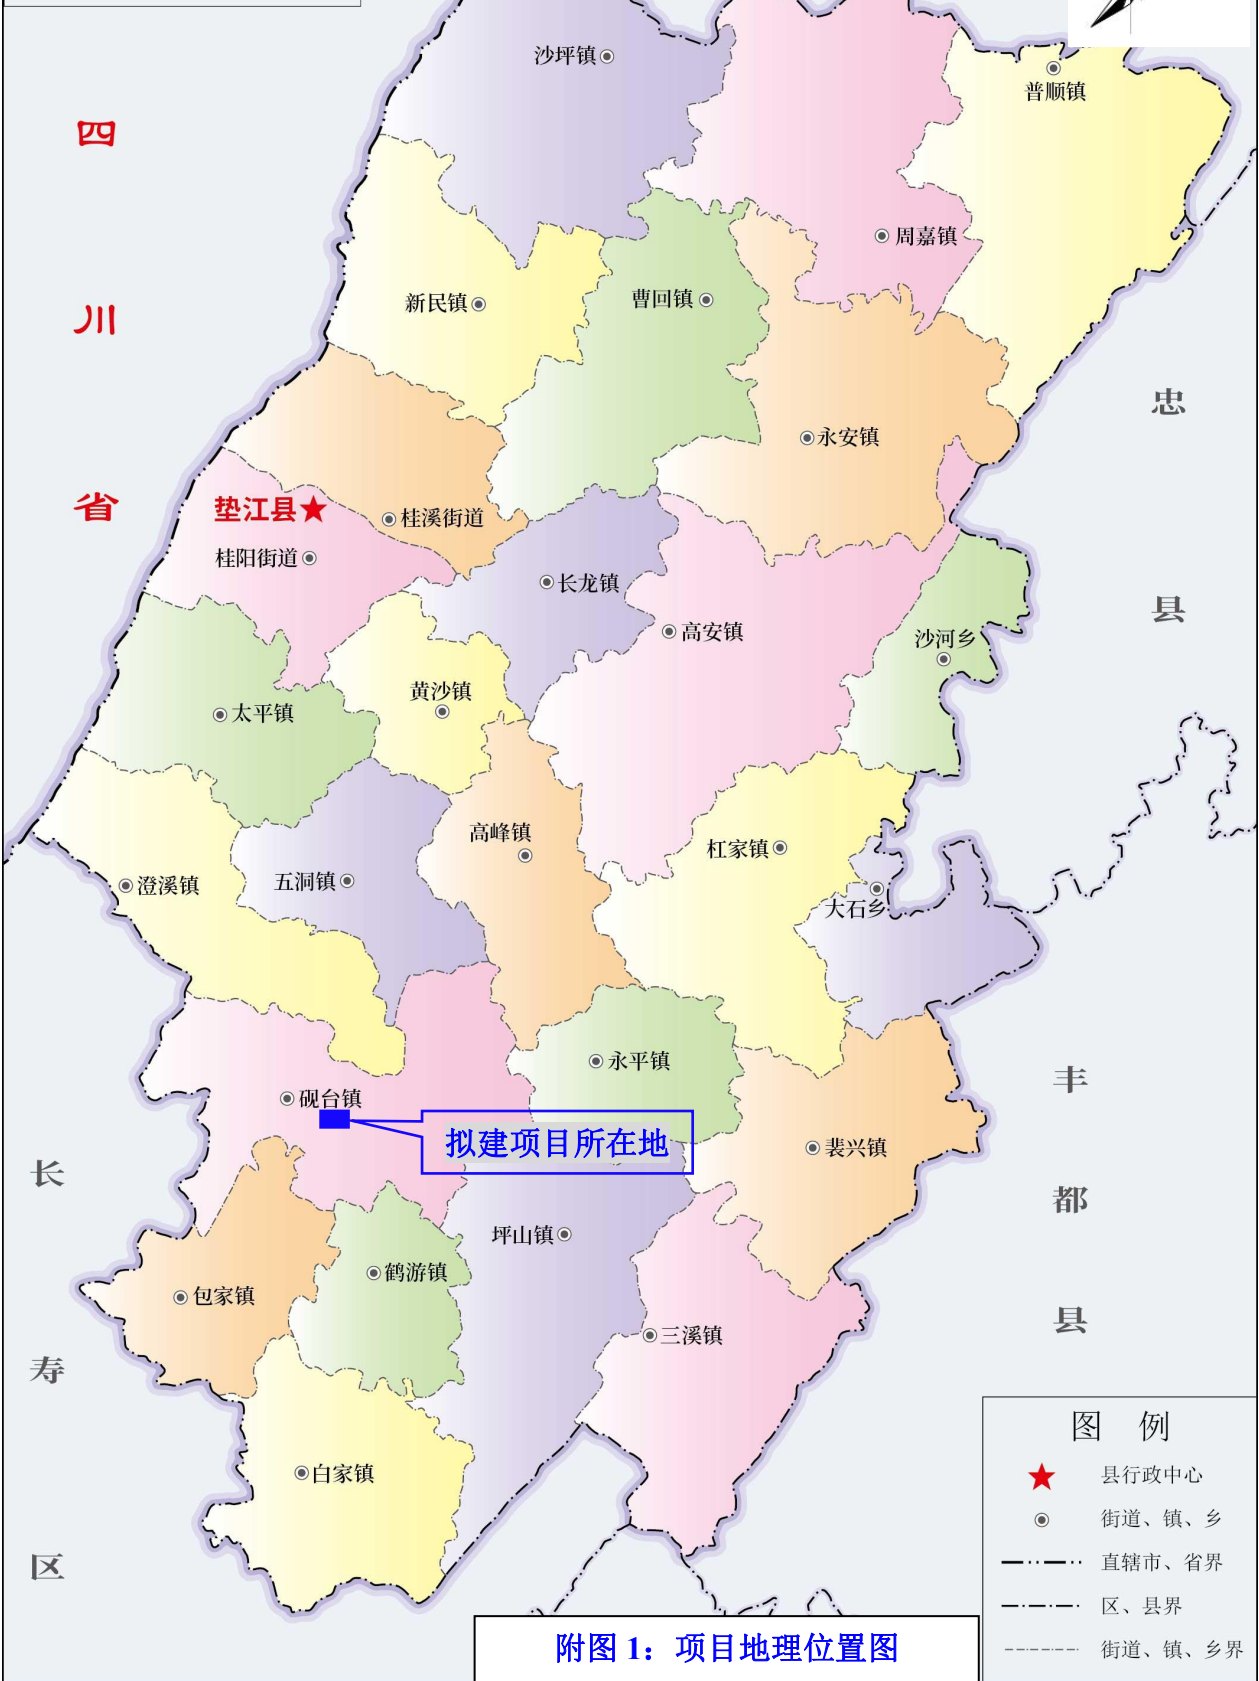 沙坪镇
普顺镇
四
川
省
周嘉镇
新民镇
曹回镇
忠
县
永安镇
垫江县
桂溪街道
桂阳街道
长龙镇
高安镇
沙河乡
黄沙镇
太平镇
高峰镇
杠家镇
澄溪镇
五洞镇
大石乡
永平镇
丰
都
县
砚台镇
拟建项目所在地
裴兴镇
长
寿
区
坪山镇
鹤游镇
包家镇
三溪镇
白家镇
图 例
县行政中心
街道、镇、乡
直辖市、省界
区、县界
街道、镇、乡界
附图 1：项目地理位置图